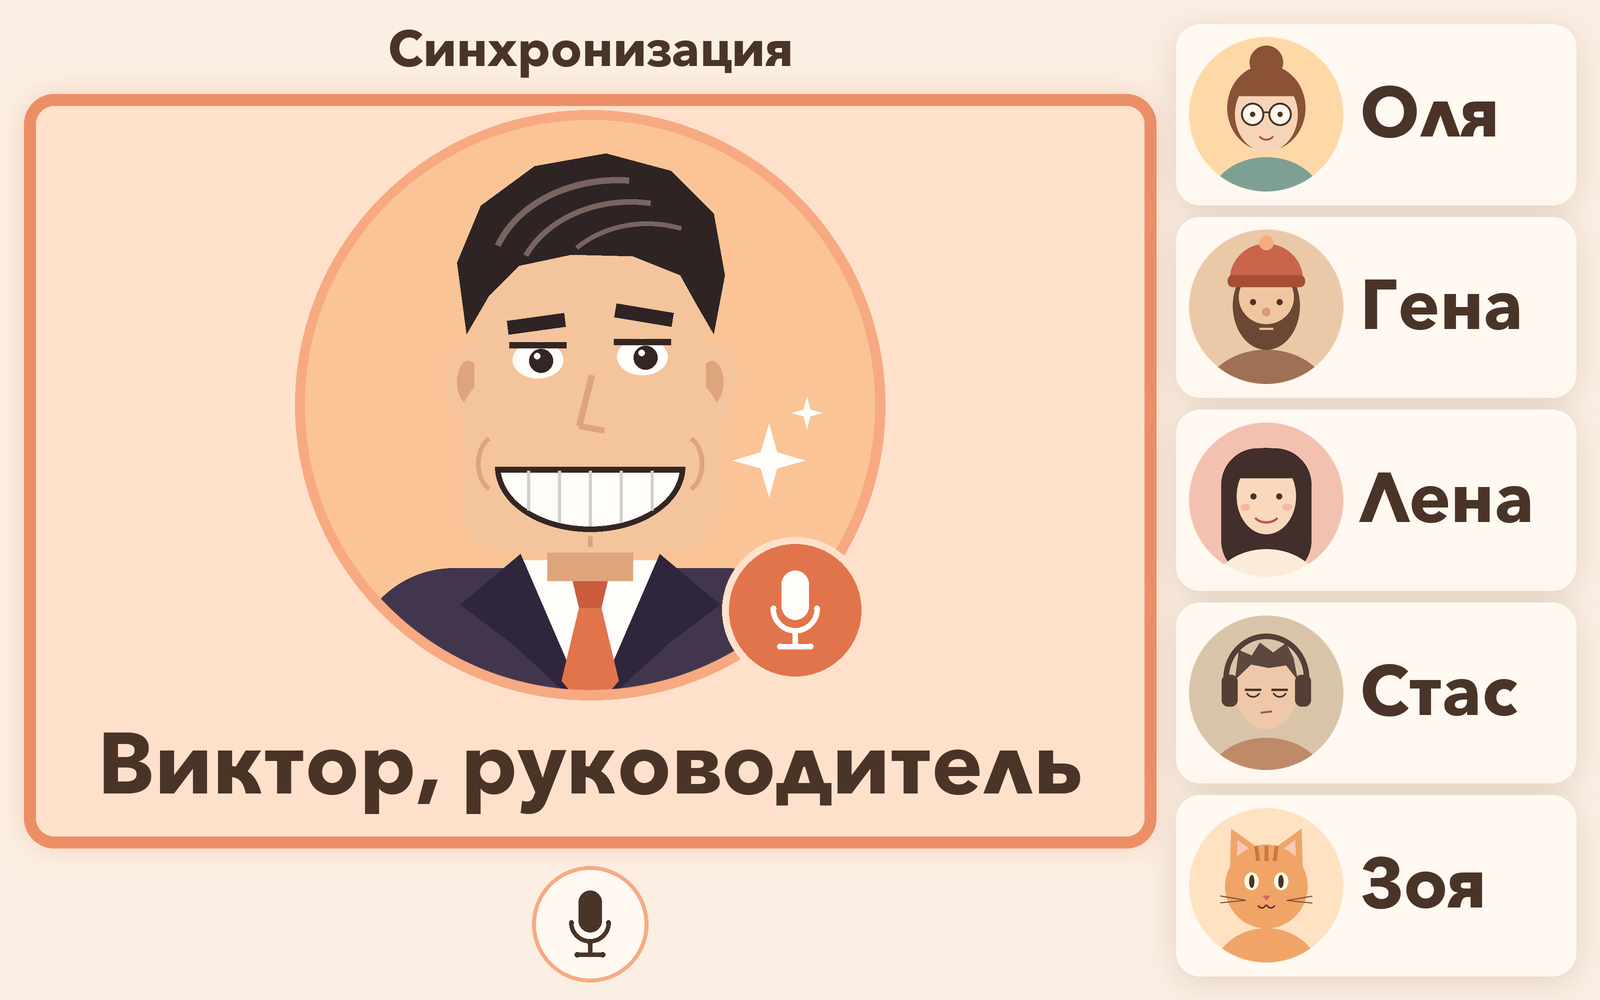 Синхронизация
Виктор, руководитель
Оля
Гена
Лена
Стас
Зоя